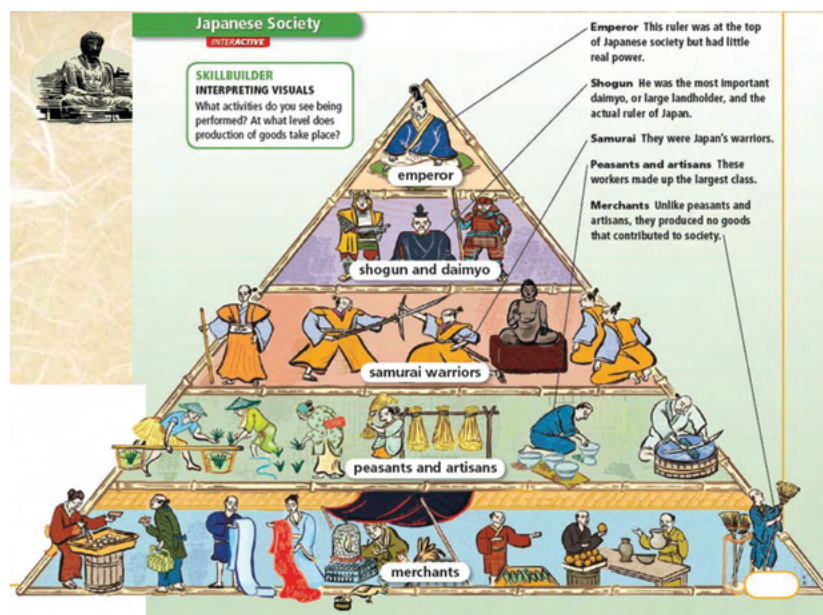 Japanese Society
INTERACTIVE
SKILLBUILDER
INTERPRETING VISUALS
What activities do you see being
performed? At what level does
production of goods take place?
Emperor This ruler was at the top
of Japanese society but had little
real power.
Shogun He was the most important
daimyo, or large landholder, and the
actual ruler of Japan.
Samurai They were Japan's warriors.
Peasants and artisans These
workers made up the largest class.
Merchants Unlike peasants and
artisans, they produced no goods
that contributed to society.
emperor
shogun and daimyo
samurai warriors
peasants and artisans
merchants